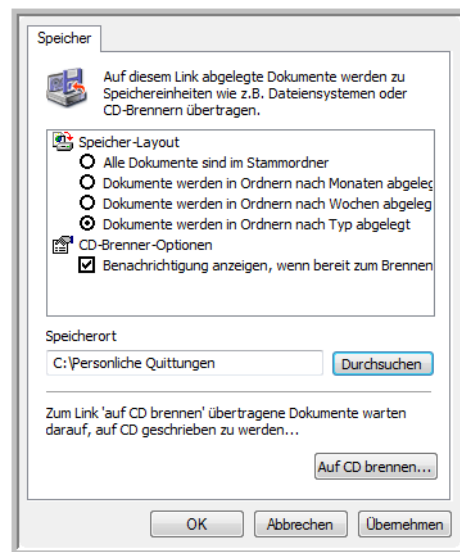 Speicher
Auf diesem Link abgelegte Dokumente werden zu
Speichereinheiten wie z.B. Dateiensystemen oder
CD-Brennern übertragen.
Speicher-Layout
Alle Dokumente sind im Stammordner
Dokumente werden in Ordnern nach Monaten abgeleg
Dokumente werden in Ordnern nach Wochen abgeleg
Dokumente werden in Ordnern nach Typ abgelegt
CD-Brenner-Optionen
Benachrichtigung anzeigen, wenn bereit zum Brennen
Speicherort
C:\Personliche Quittungen
Durchsuchen
Zum Link 'auf CD brennen' übertragene Dokumente warten
darauf, auf CD geschrieben zu werden...
Auf CD brennen...
OK Abbrechen Übernehmen